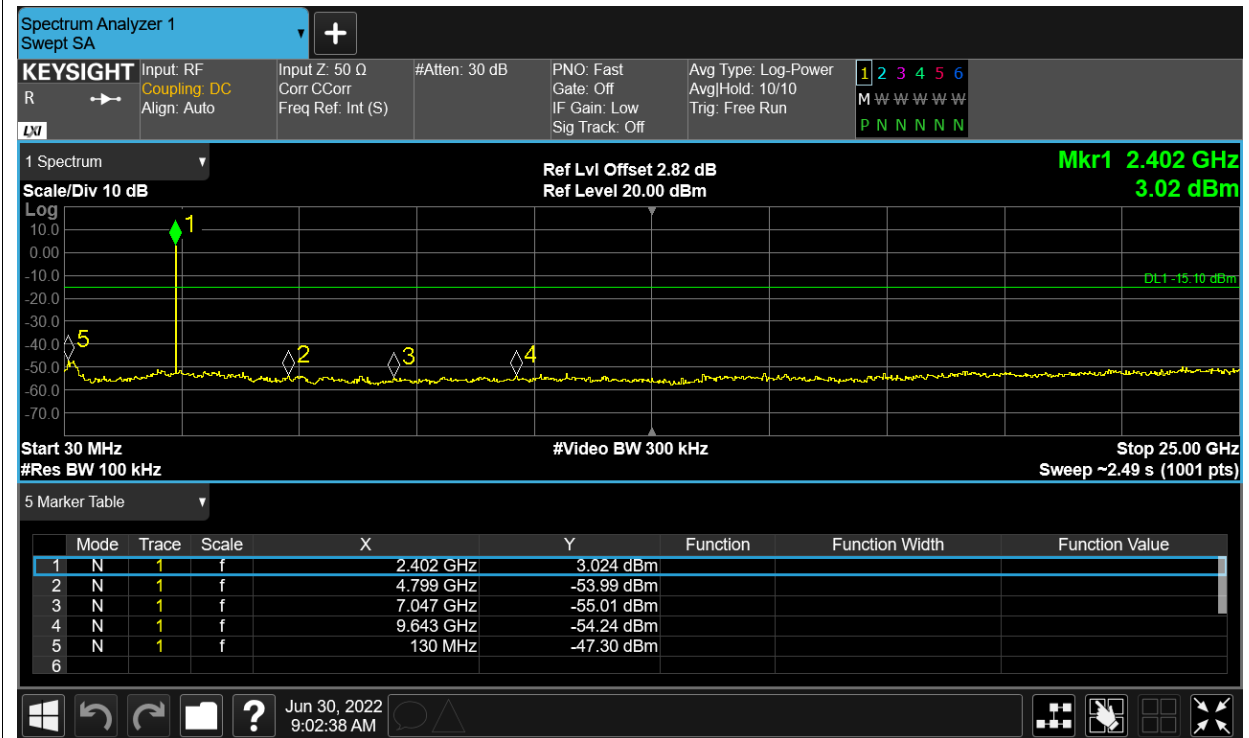 Spectrum Analyzer 1
Swept SA
KEYSIGHT Input: RF Input Z: 50 Ω #Atten: 30 dB PNO: Fast Avg Type: Log-Power 1 2 3 4 5 6
R Coupling: DC Corr CCorr Gate: Off Avg|Hold: 10/10 M W W W W W
Align: Auto Freq Ref: Int (S) IF Gain: Low Trig: Free Run
LXI Sig Track: Off P N N N N N
1 Spectrum Ref Lvl Offset 2.82 dB Mkr1 2.402 GHz
Scale/Div 10 dB Ref Level 20.00 dBm 3.02 dBm
Log
10.0 1
0.00
-10.0 DL1 -15.10 dBm
-20.0
-30.0
-40.0 5 2 3 4
-50.0
-60.0
-70.0
Start 30 MHz #Video BW 300 kHz Stop 25.00 GHz
#Res BW 100 kHz Sweep ~2.49 s (1001 pts)
5 Marker Table
Mode Trace Scale X Y Function Function Width Function Value
1 N 1 f 2.402 GHz 3.024 dBm
2 N 1 f 4.799 GHz -53.99 dBm
3 N 1 f 7.047 GHz -55.01 dBm
4 N 1 f 9.643 GHz -54.24 dBm
5 N 1 f 130 MHz -47.30 dBm
6
? Jun 30, 2022
9:02:38 AM